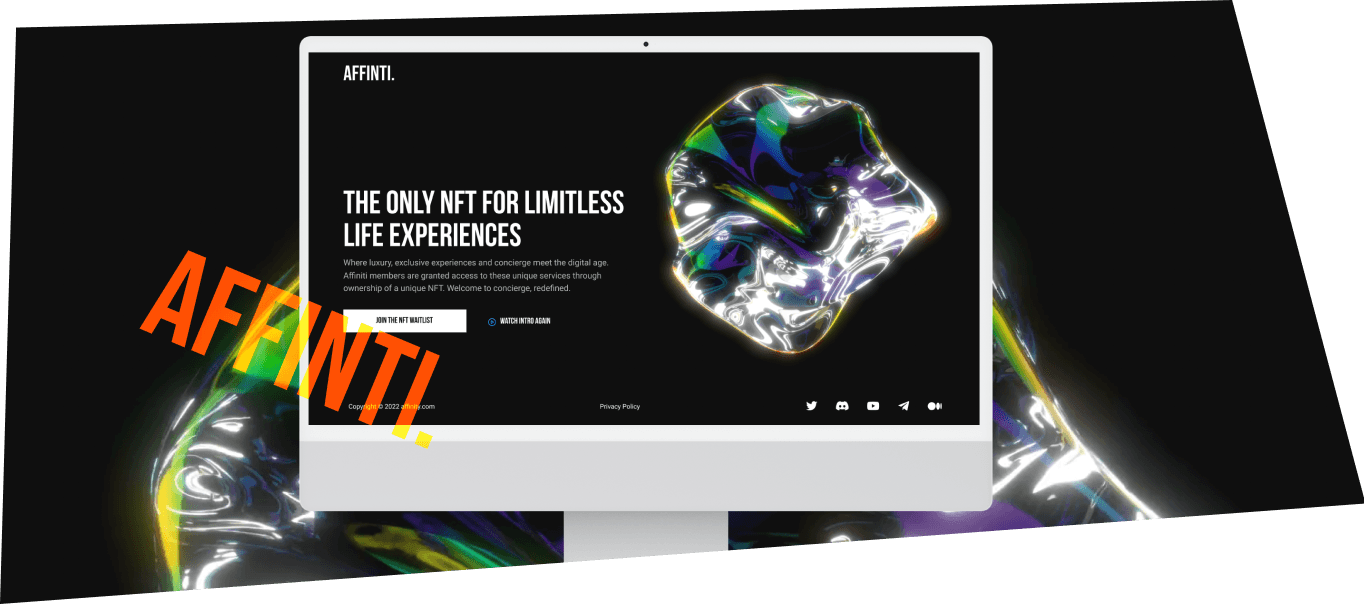 AFFINTI.
THE ONLY NFT FOR LIMITLESS
LIFE EXPERIENCES
Where luxury, exclusive experiences and concierge meet the digital age.
Affiniti members are granted access to these unique services through
ownership of a unique NFT. Welcome to concierge, redefined.
JOIN THE NFT WAITLIST
WATCH INTRO AGAIN
AFFINTI.
Copyright © 2022 affinity.com
Privacy Policy